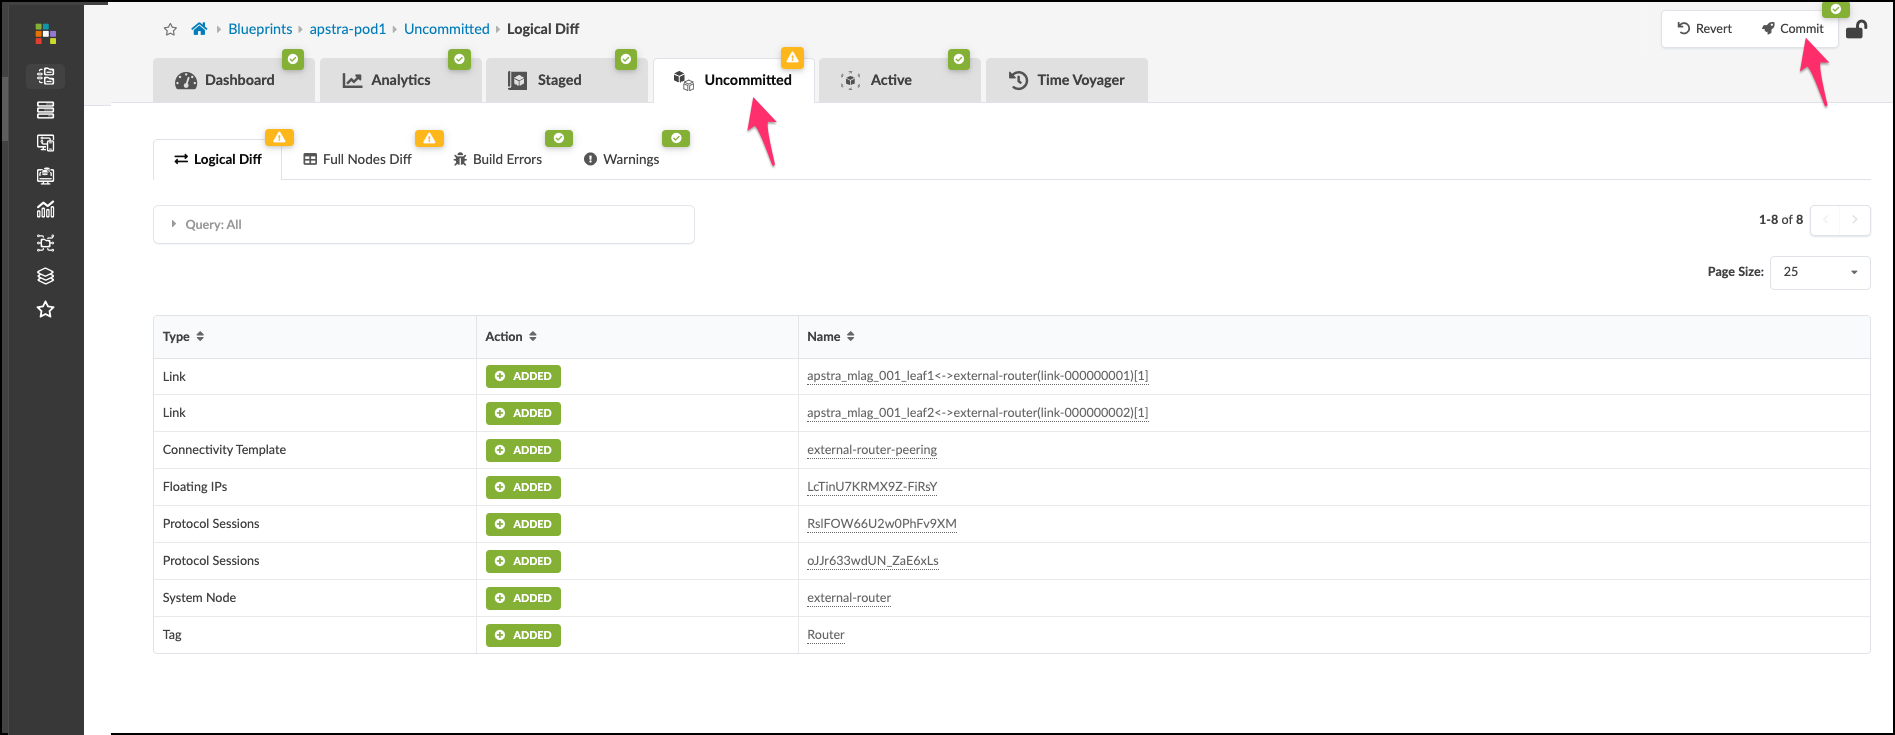 Blueprints apstra-pod1 Uncommitted Logical Diff
Revert Commit
Dashboard Analytics Staged Uncommitted Active Time Voyager
Logical Diff Full Nodes Diff Build Errors Warnings
Query: All
1-8 of 8
Page Size: 25
Type Action Name
Link ADDED apstra_mlag_001_leaf1<->external-router(link-000000001)[1]
Link ADDED apstra_mlag_001_leaf2<->external-router(link-000000002)[1]
Connectivity Template ADDED external-router-peering
Floating IPs ADDED LcTinU7KRMX9Z-FiRsY
Protocol Sessions ADDED RslFOW66U2w0PhFv9XM
Protocol Sessions ADDED oJJr633wdUN_ZaE6xLs
System Node ADDED external-router
Tag ADDED Router